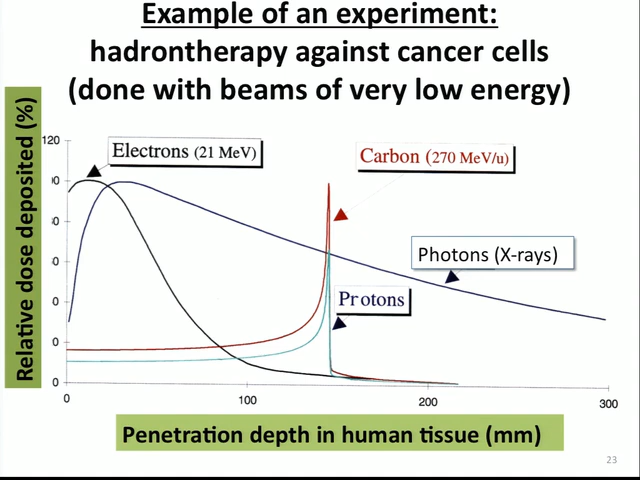 Example of an experiment:
hadrontherapy against cancer cells
(done with beams of very low energy)
Relative dose deposited (%)
120
Electrons (21 MeV)
Carbon (270 MeV/u)
Photons (X-rays)
Protons
0
0
100
200
300
Penetration depth in human tissue (mm)
23